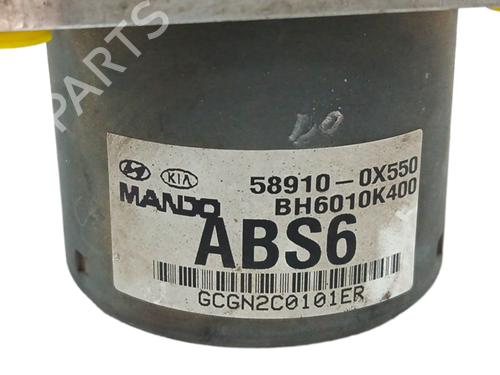 PARTS
KIA
58910-0X550
MANDO
BH6010K400
ABS6
GCGN2C0101ER